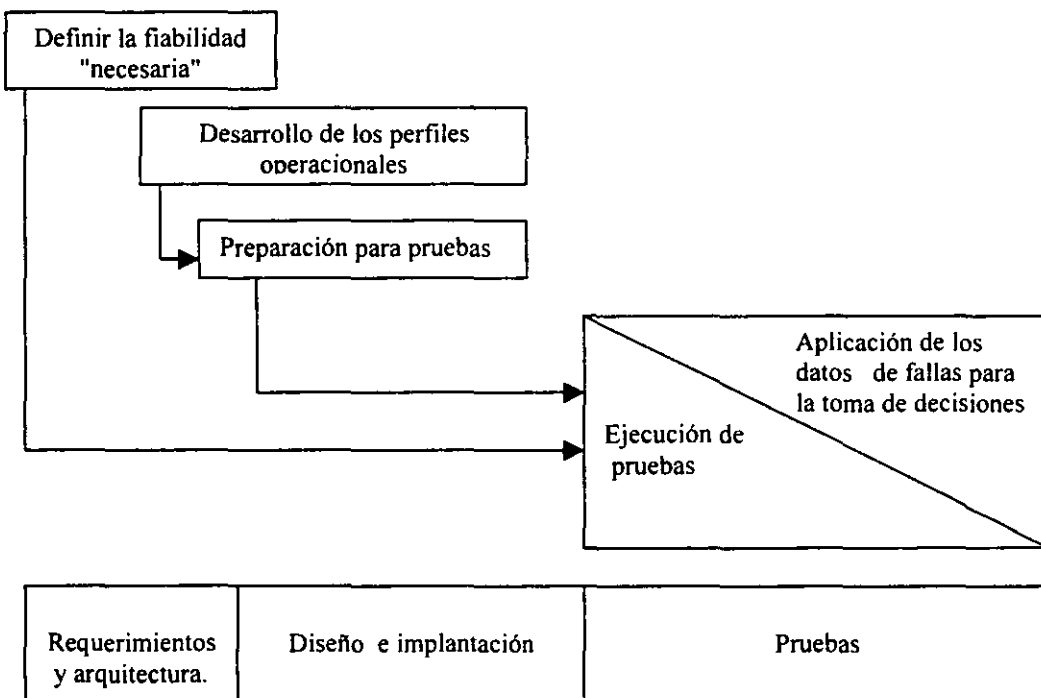 Definir la fiabilidad
"necesaria"
Desarrollo de los perfiles
operacionales
Preparación para pruebas
Aplicación de los
datos de fallas para
la toma de decisiones
Ejecución de
pruebas
Requerimientos
y arquitectura.
Diseño e implantación
Pruebas